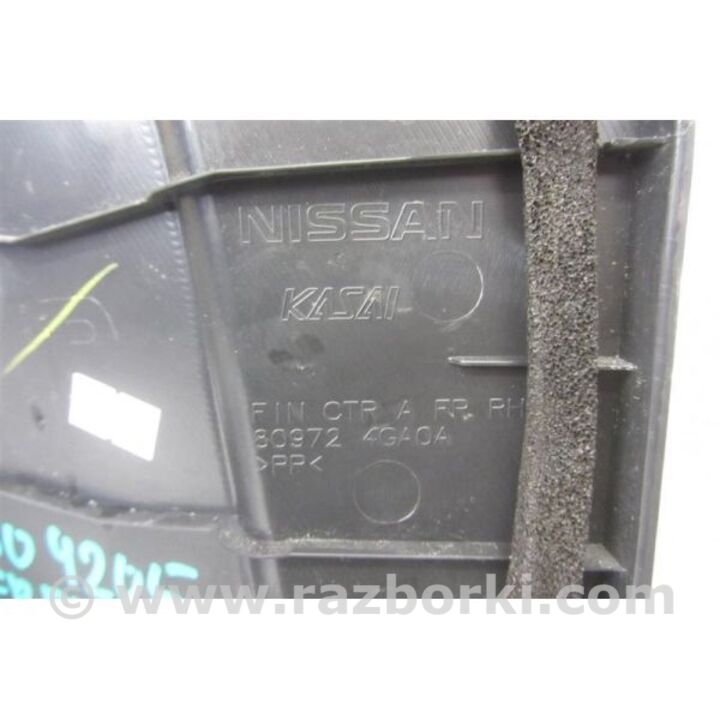 NISSAN
KASAI
FIN CTR A FR RH
80972 4GA0A
>PP<
© www.razborki.com